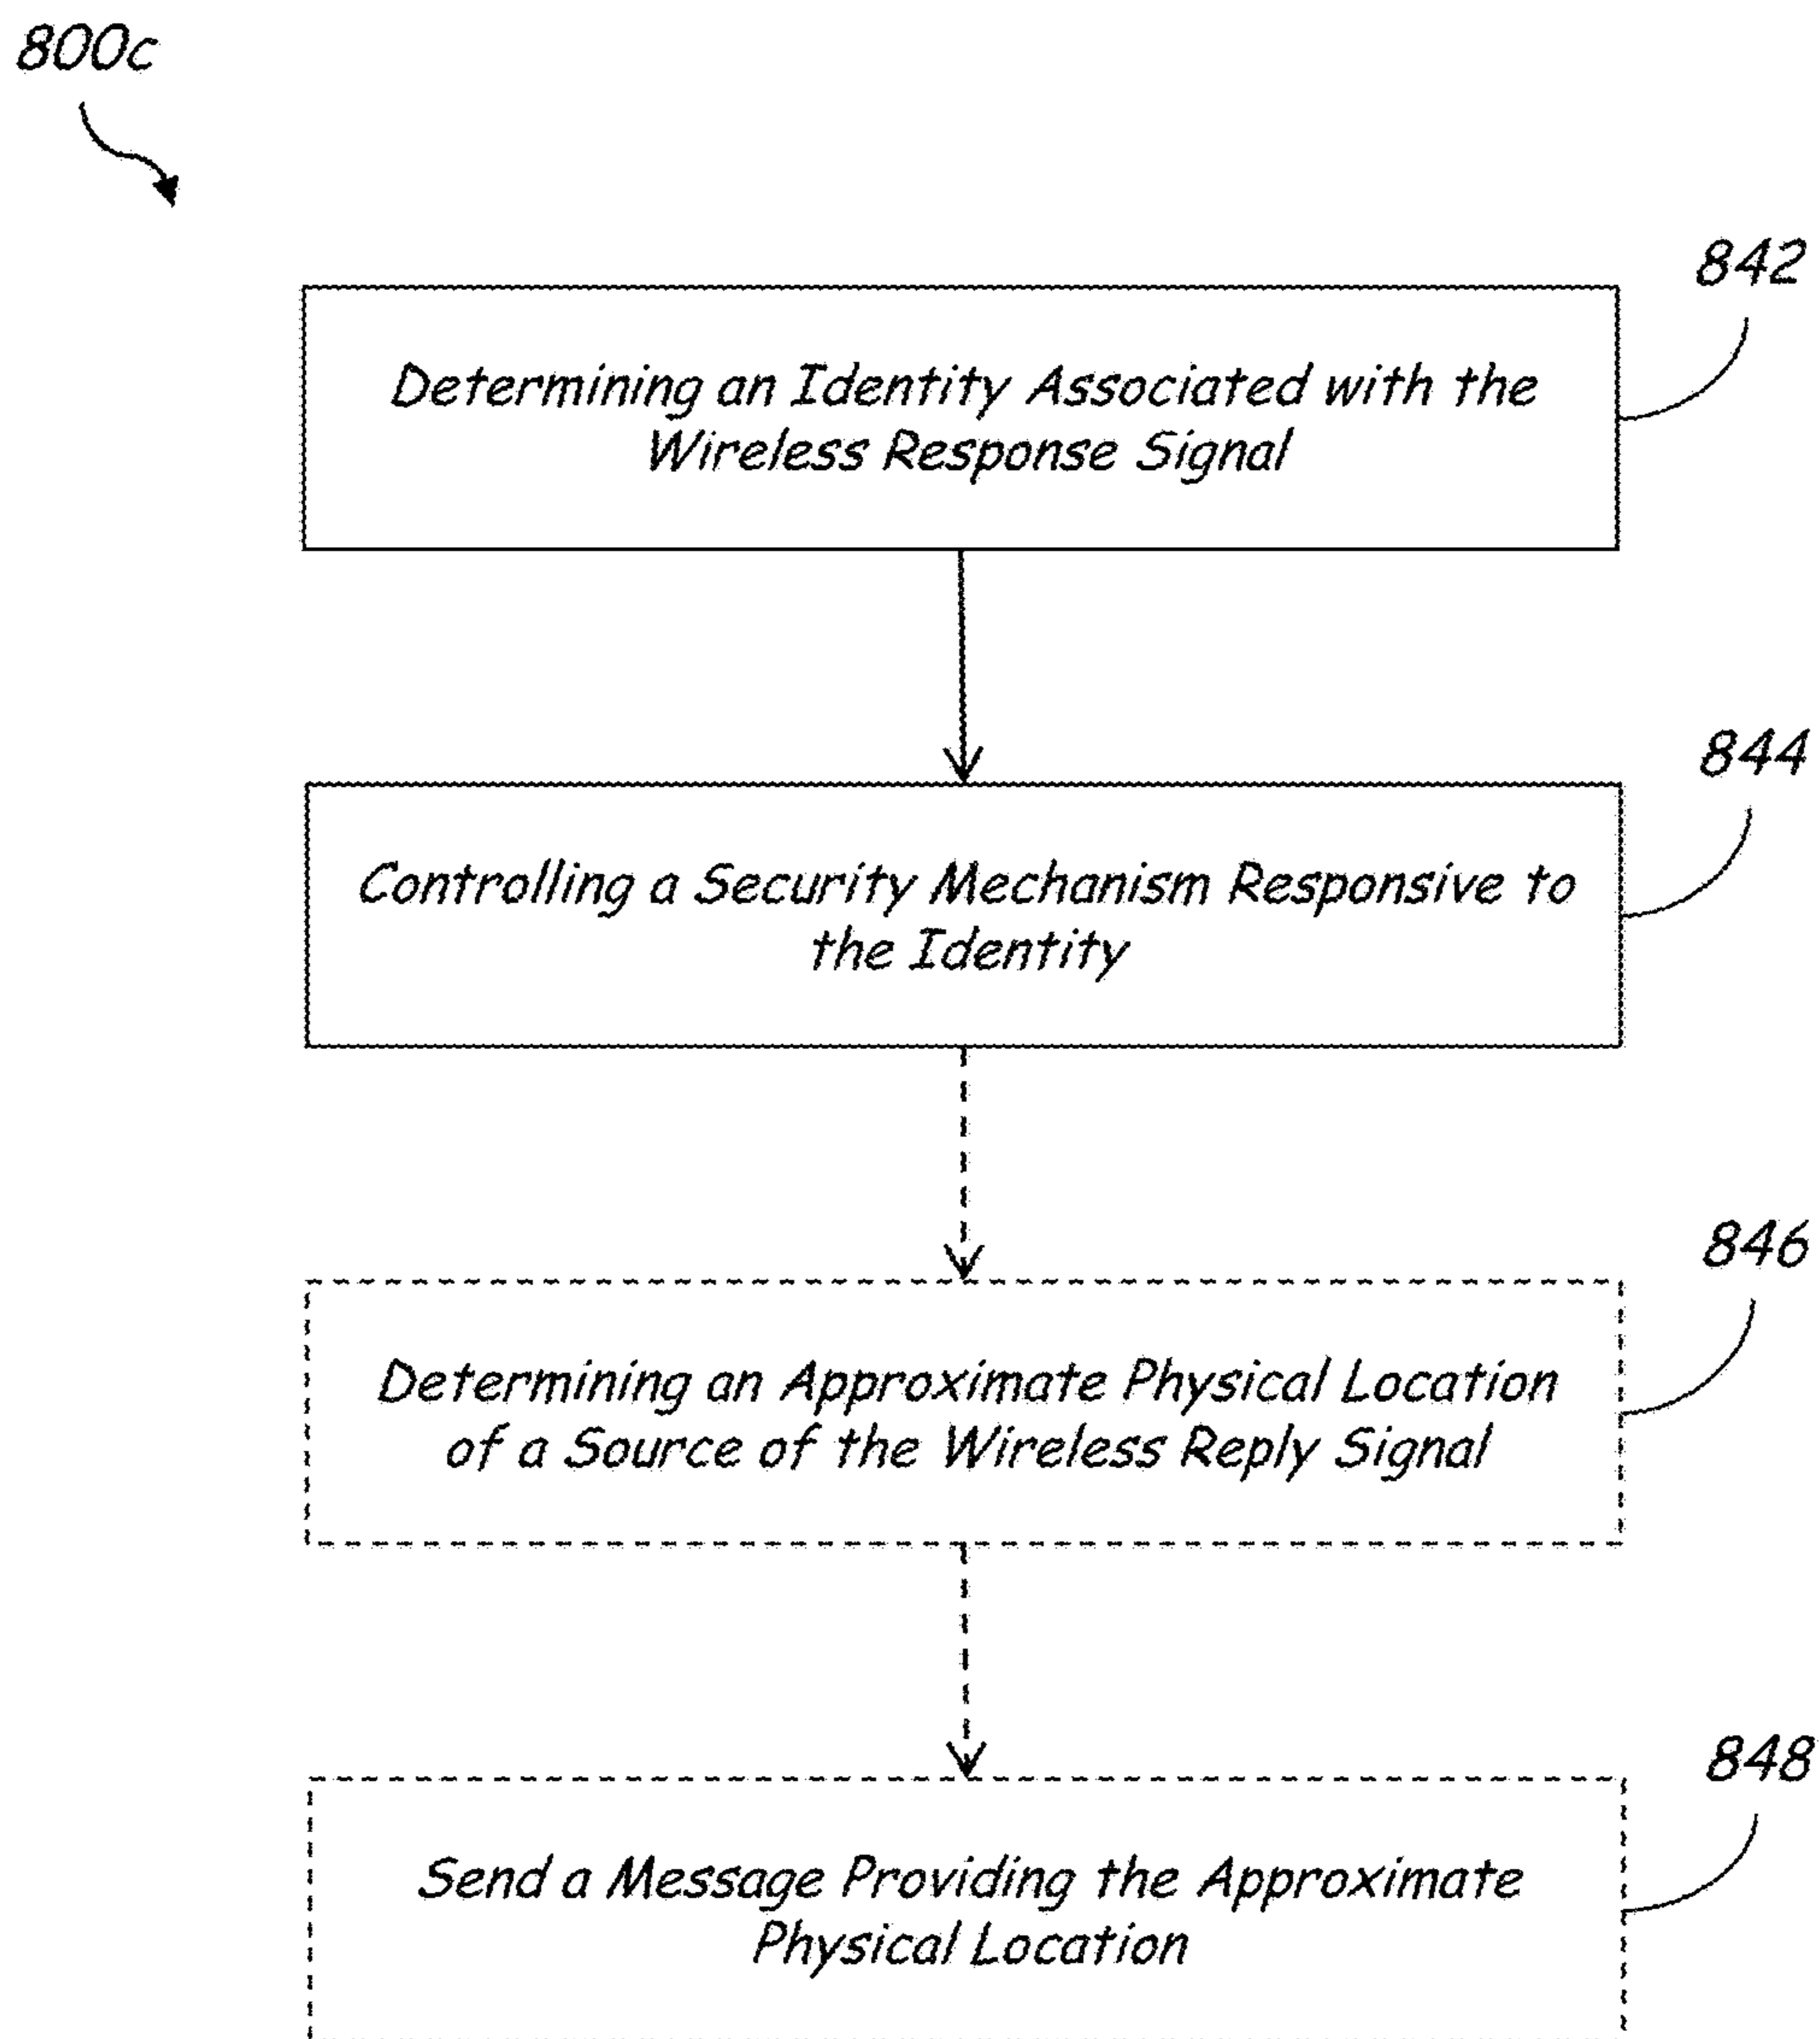 800c
842
Determining an Identity Associated with the
Wireless Response Signal
844
Controlling a Security Mechanism Responsive to
the Identity
846
Determining an Approximate Physical Location
of a Source of the Wireless Reply Signal
848
Send a Message Providing the Approximate
Physical Location